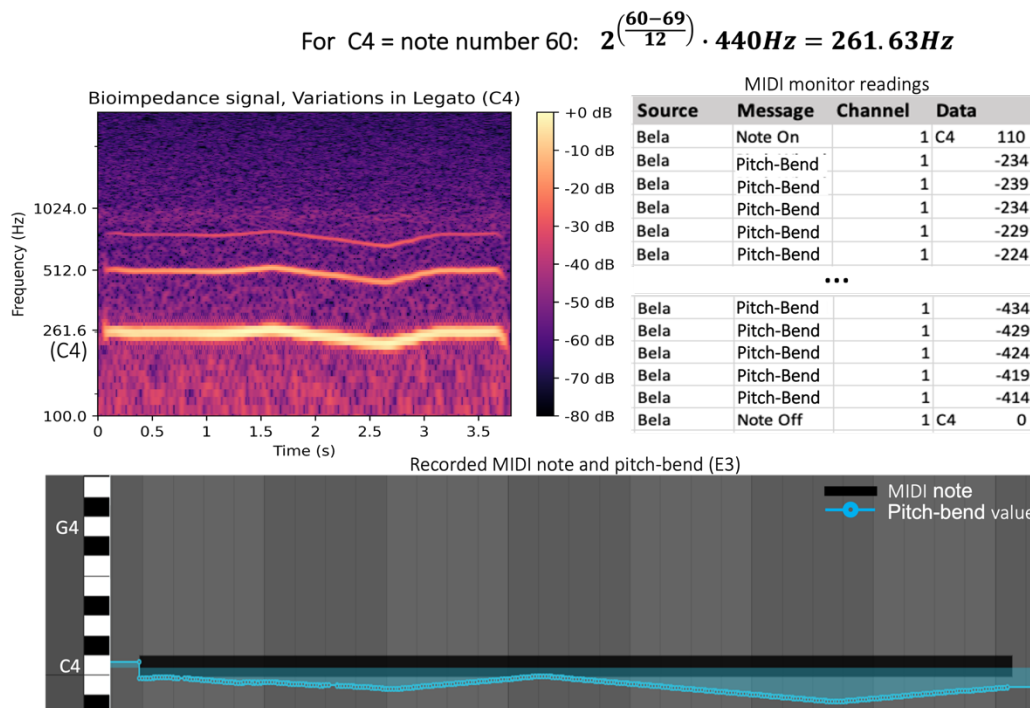 For C4 = note number 60: 2^((60−69)/12) · 440Hz = 261.63Hz
Bioimpedance signal, Variations in Legato (C4)
Frequency (Hz)
1024.0
512.0
261.6
(C4)
100.0
0 0.5 1 1.5 2 2.5 3 3.5
Time (s)
+0 dB
-10 dB
-20 dB
-30 dB
-40 dB
-50 dB
-60 dB
-70 dB
-80 dB
MIDI monitor readings
Source Message Channel Data
Bela Note On 1 C4 110
Bela Pitch-Bend 1 -234
Bela Pitch-Bend 1 -239
Bela Pitch-Bend 1 -234
Bela Pitch-Bend 1 -229
Bela Pitch-Bend 1 -224
...
Bela Pitch-Bend 1 -434
Bela Pitch-Bend 1 -429
Bela Pitch-Bend 1 -424
Bela Pitch-Bend 1 -419
Bela Pitch-Bend 1 -414
Bela Note Off 1 C4 0
Recorded MIDI note and pitch-bend (E3)
MIDI note
Pitch-bend value
G4
C4